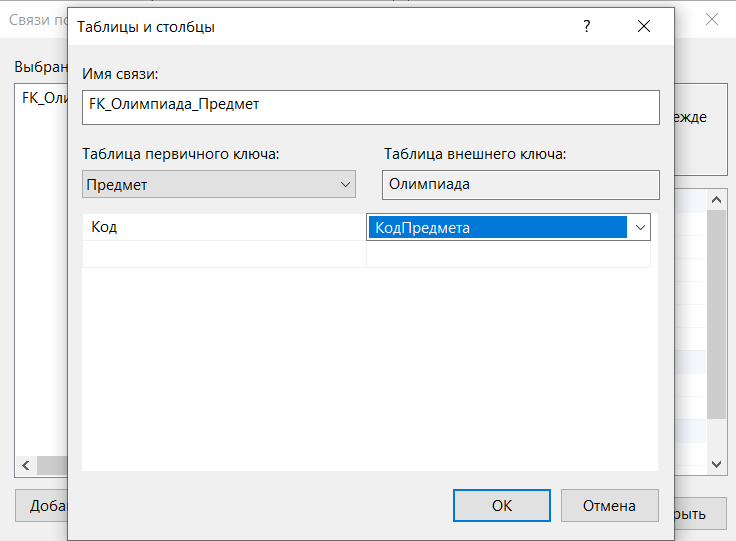 Связи по
Таблицы и столбцы
?
Выбран
Имя связи:
FK_Оли
FK_Олимпиада_Предмет
ежде
Таблица первичного ключа:
Таблица внешнего ключа:
Предмет
Олимпиада
Код
КодПредмета
Доба
OK
Отмена
рыть